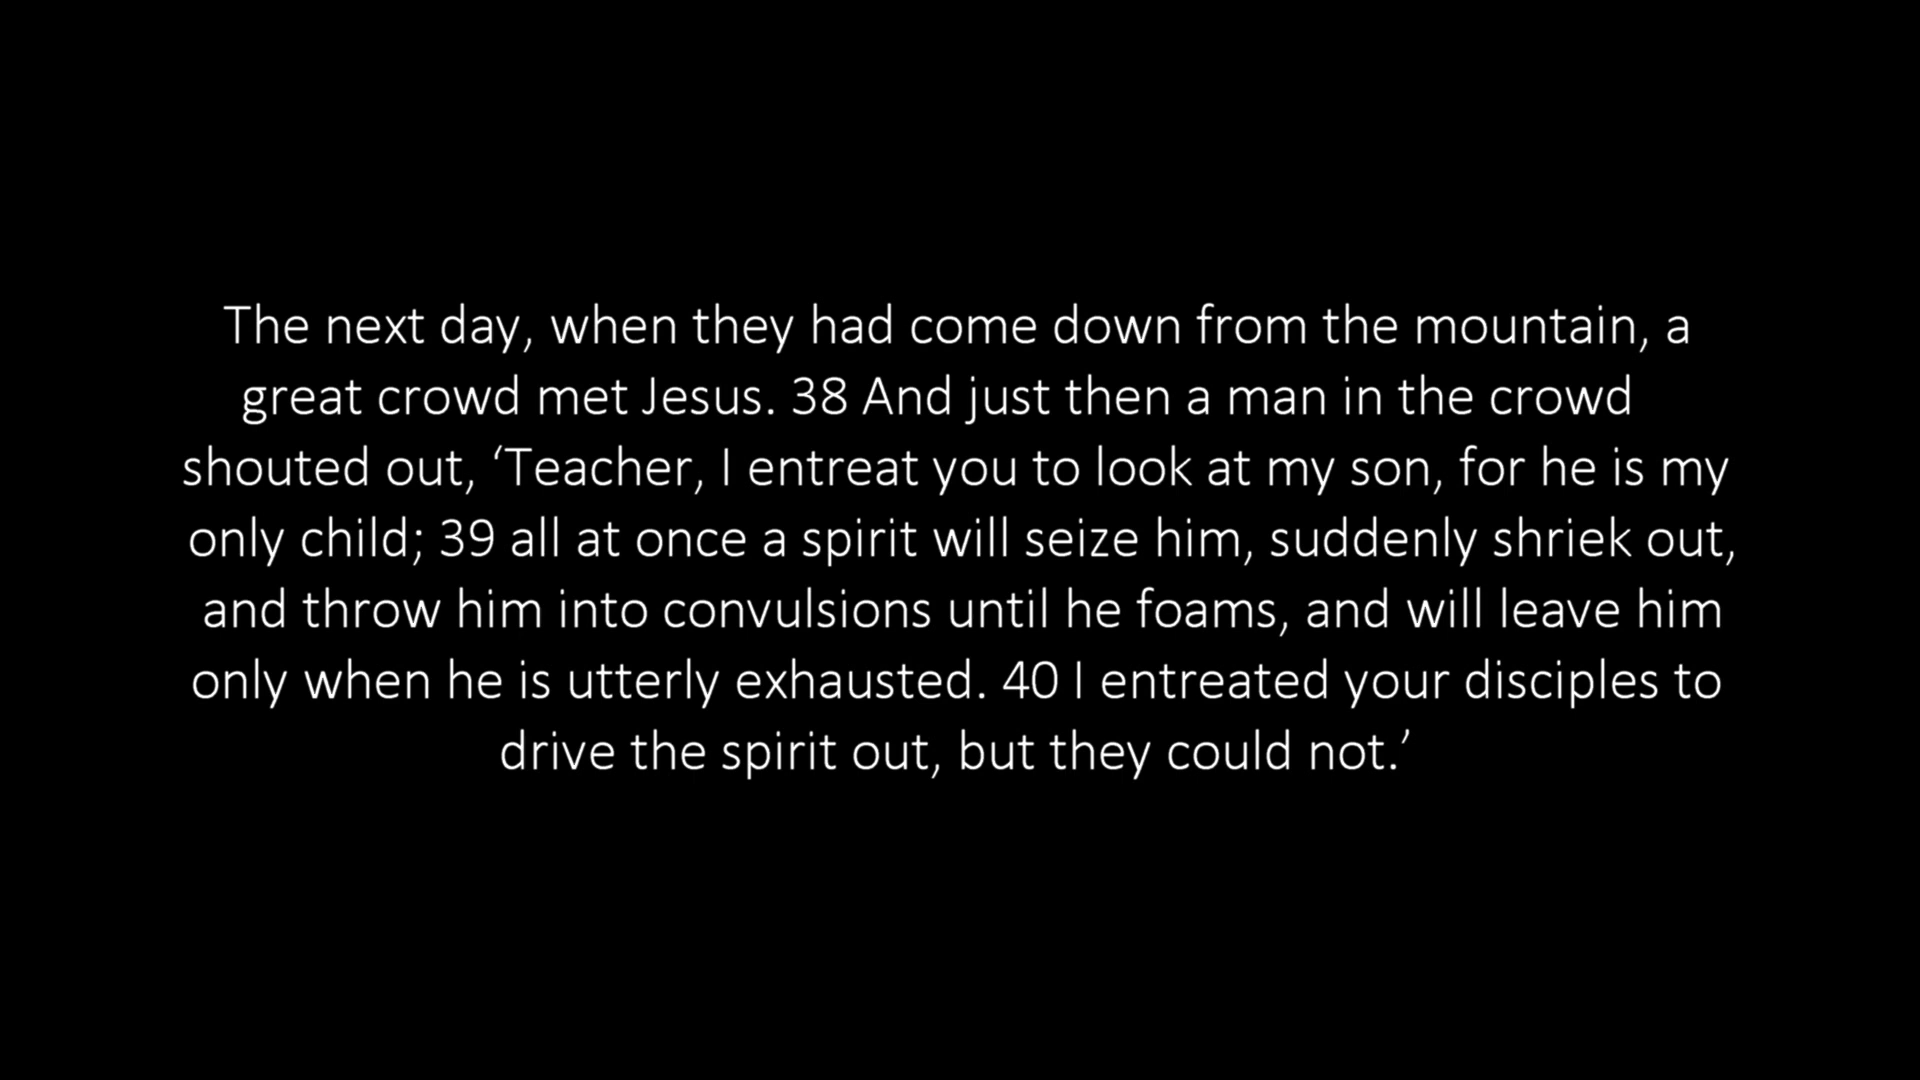 The next day, when they had come down from the mountain, a
great crowd met Jesus. 38 And just then a man in the crowd
shouted out, ‘Teacher, I entreat you to look at my son, for he is my
only child; 39 all at once a spirit will seize him, suddenly shriek out,
and throw him into convulsions until he foams, and will leave him
only when he is utterly exhausted. 40 I entreated your disciples to
drive the spirit out, but they could not.’